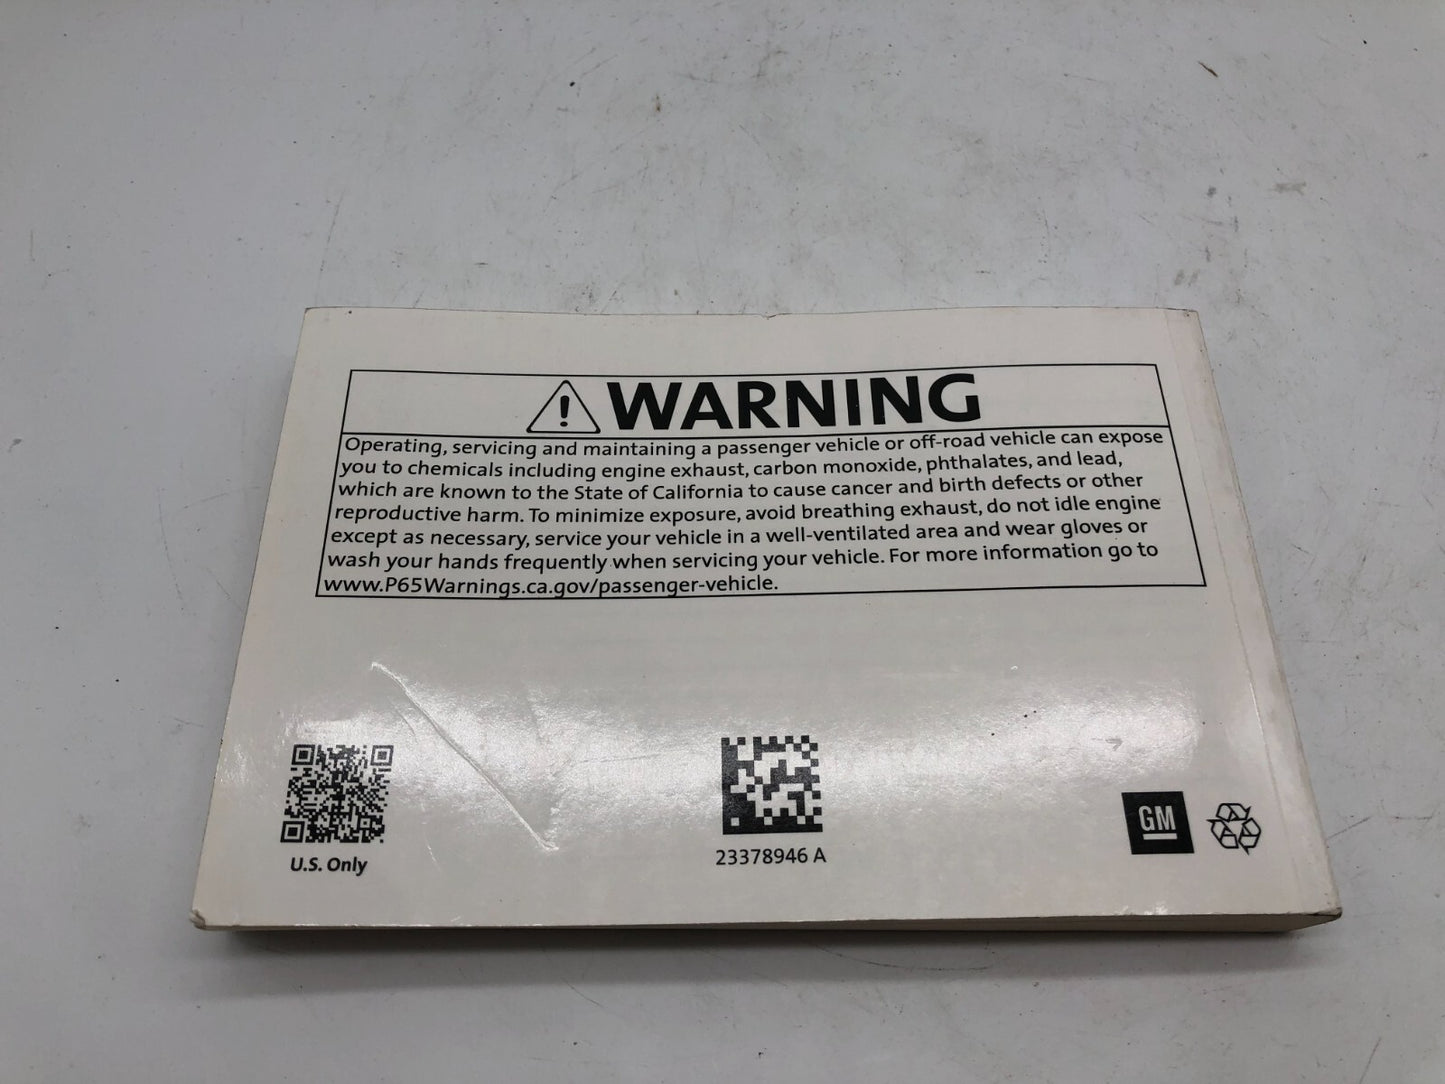 WARNING
Operating, servicing and maintaining a passenger vehicle or off-road vehicle can expose
you to chemicals including engine exhaust, carbon monoxide, phthalates, and lead,
which are known to the State of California to cause cancer and birth defects or other
reproductive harm. To minimize exposure, avoid breathing exhaust, do not idle engine
except as necessary, service your vehicle in a well-ventilated area and wear gloves or
wash your hands frequently when servicing your vehicle. For more information go to
www.P65Warnings.ca.gov/passenger-vehicle.
U.S. Only
23378946 A
GM